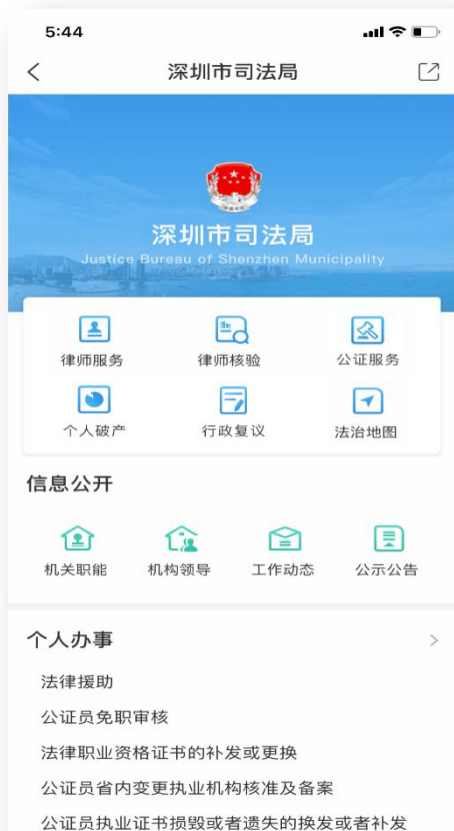 5:44
深圳市司法局
深圳市司法局
Justice Bureau of Shenzhen Municipality
律师服务 律师核验 公证服务
个人破产 行政复议 法治地图
信息公开
机关职能 机构领导 工作动态 公示公告
个人办事
法律援助
公证员免职审核
法律职业资格证书的补发或更换
公证员省内变更执业机构核准及备案
公证员执业证书损毁或者遗失的换发或者补发